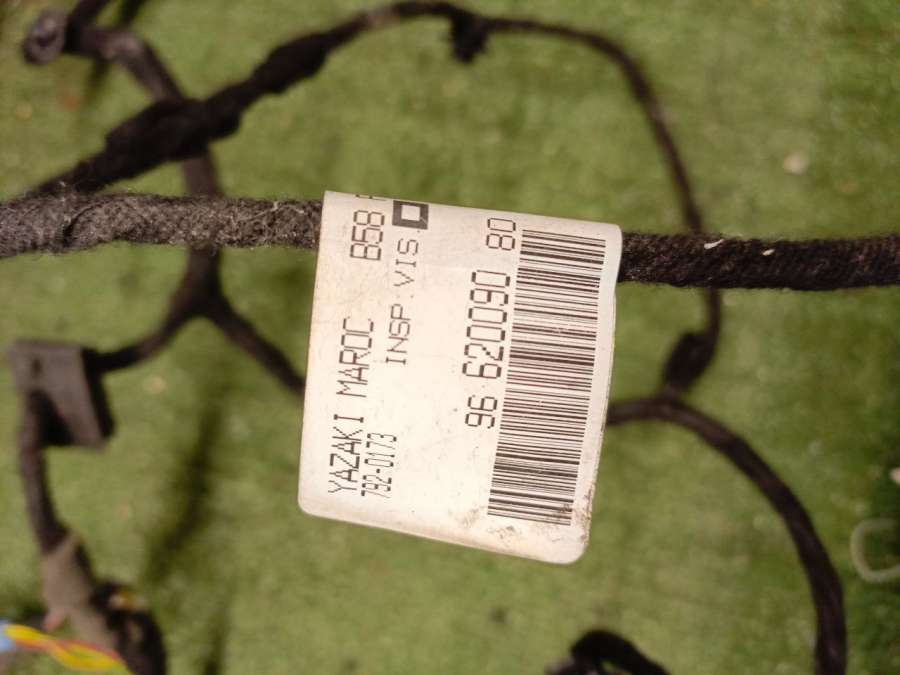 YAZAKI MAROC B58
792-0173 INSP.VIS.
96 620090 80